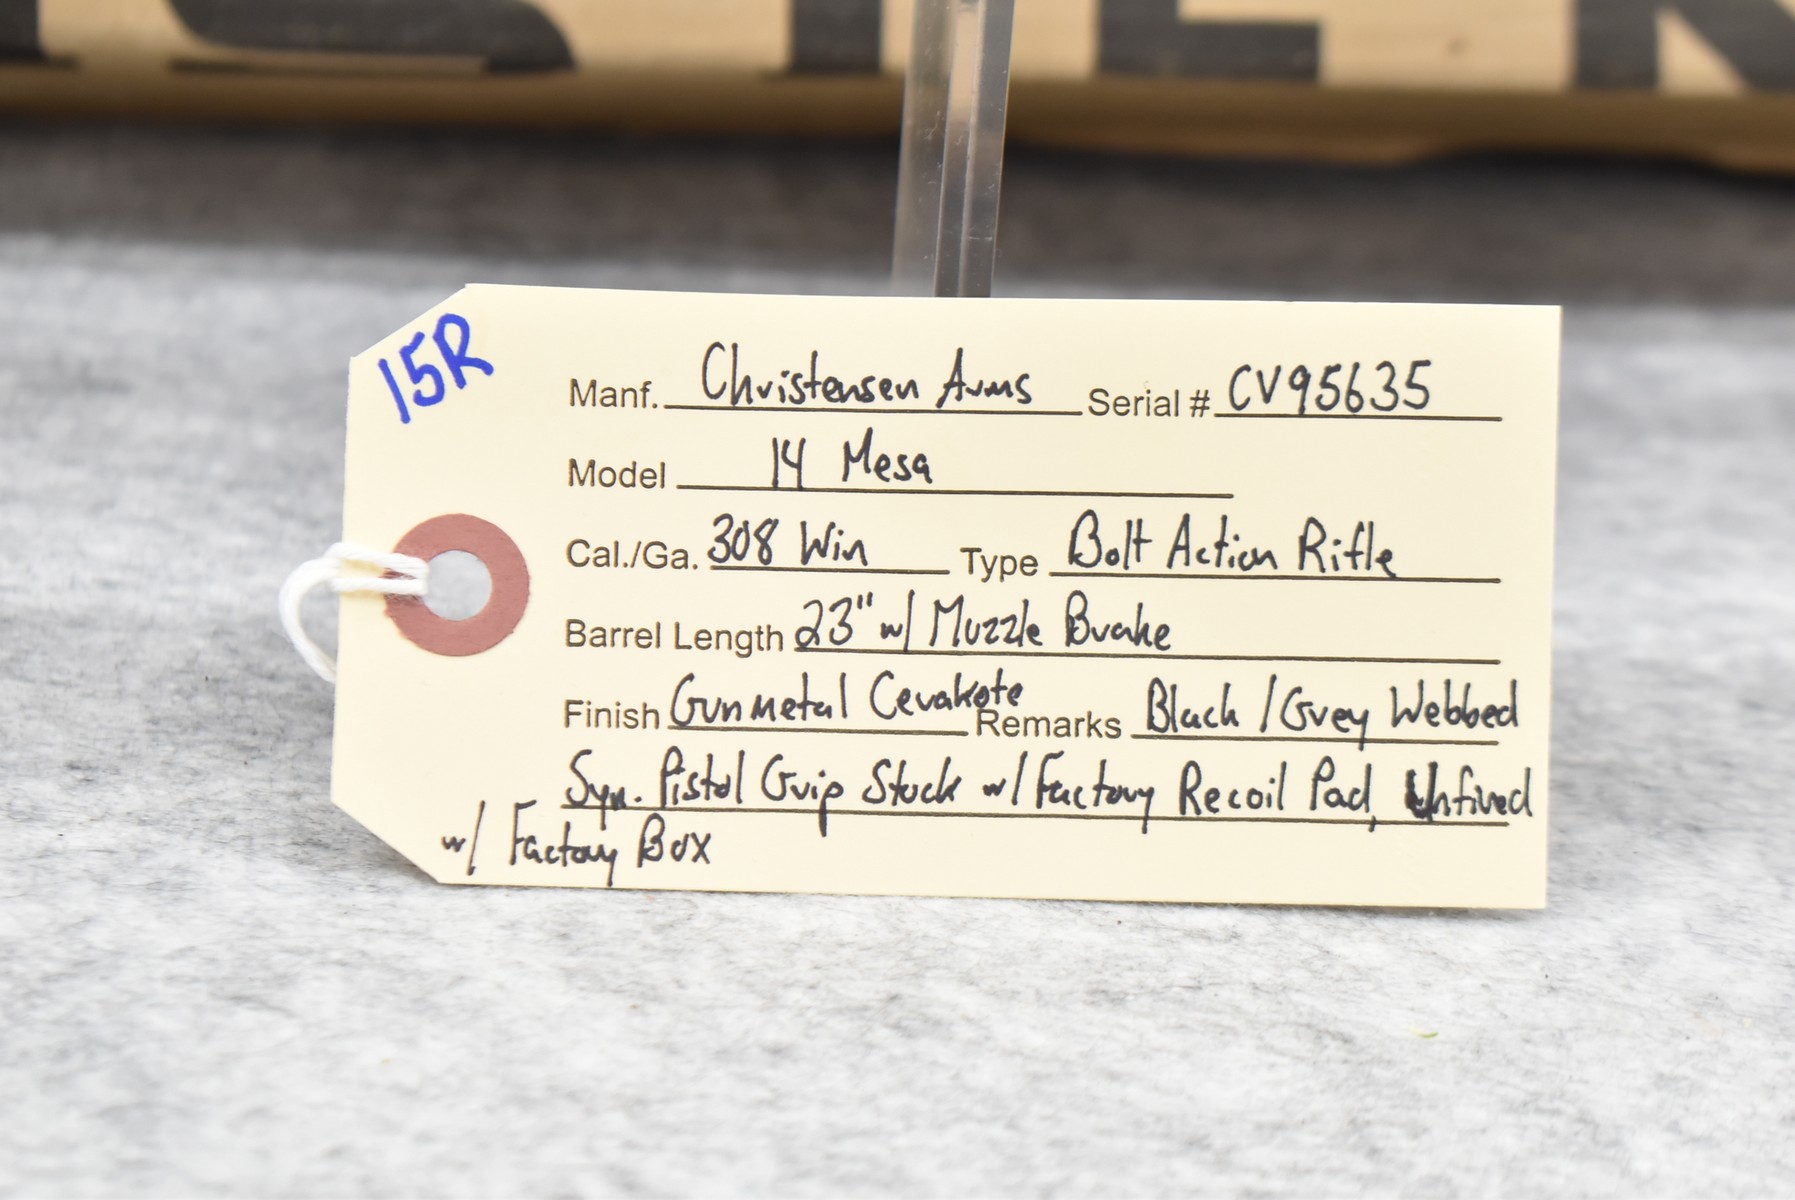 15R
Manf. Christensen Arms Serial # CV95635
Model 14 Mesa
Cal./Ga. 308 Win Type Bolt Action Rifle
Barrel Length 23" w/ Muzzle Brake
Finish Gunmetal Cerakote Remarks Black / Grey Webbed
Syn. Pistol Grip Stock w/ Factory Recoil Pad, Unfired
w/ Factory Box